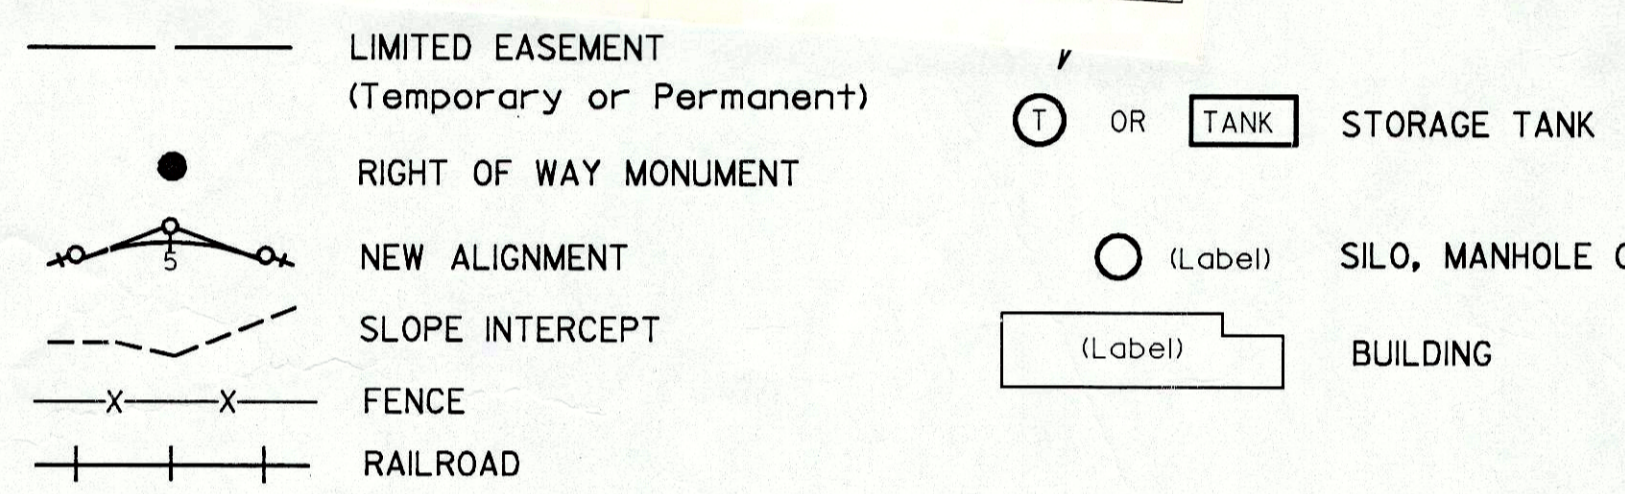 LIMITED EASEMENT
(Temporary or Permanent)
RIGHT OF WAY MONUMENT
5
NEW ALIGNMENT
SLOPE INTERCEPT
X X FENCE
RAILROAD
T OR TANK STORAGE TANK
(Label) SILO, MANHOLE
(Label) BUILDING